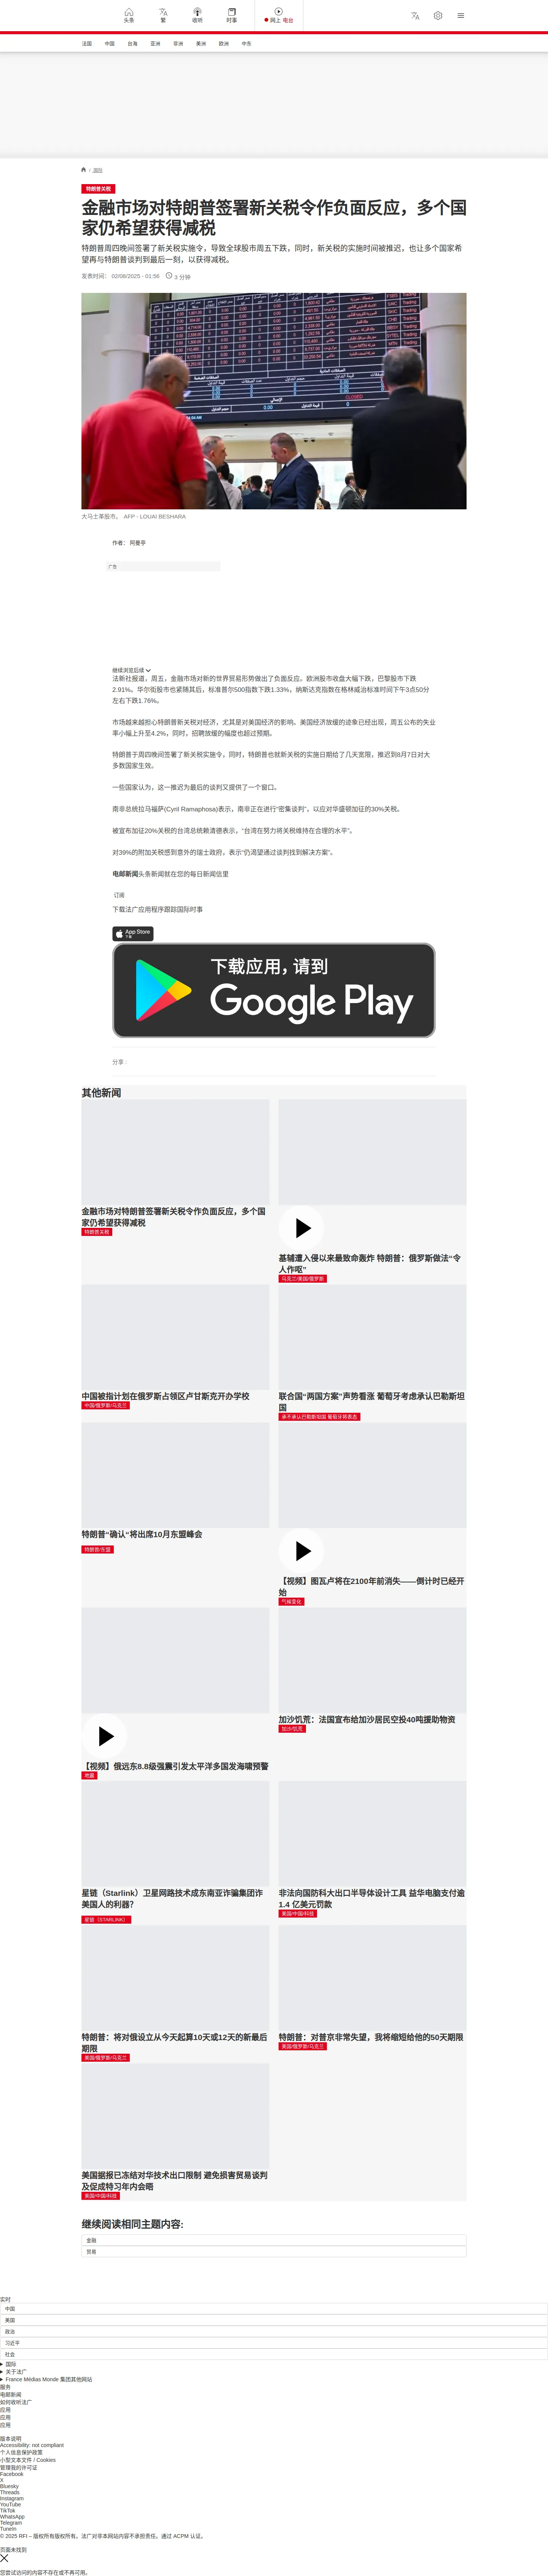 头条
繁
收听
时事
网上 电台
法国 中国 台海 亚洲 非洲 美洲 欧洲 中东
/ 国际
特朗普关税
金融市场对特朗普签署新关税令作负面反应，多个国
家仍希望获得减税
特朗普周四晚间签署了新关税实施令，导致全球股市周五下跌，同时，新关税的实施时间被推迟，也让多个国家希
望再与特朗普谈判到最后一刻，以获得减税。
发表时间： 02/08/2025 - 01:56 3 分钟
大马士革股市。 AFP - LOUAI BESHARA
作者： 阿曼亭
广告
继续浏览后续
法新社报道，周五，金融市场对新的世界贸易形势做出了负面反应。欧洲股市收盘大幅下跌，巴黎股市下跌
2.91%。华尔街股市也紧随其后，标准普尔500指数下跌1.33%，纳斯达克指数在格林威治标准时间下午3点50分
左右下跌1.76%。
市场越来越担心特朗普新关税对经济，尤其是对美国经济的影响。美国经济放缓的迹象已经出现，周五公布的失业
率小幅上升至4.2%，同时，招聘放缓的幅度也超过预期。
特朗普于周四晚间签署了新关税实施令，同时，特朗普也就新关税的实施日期给了几天宽限，推迟到8月7日对大
多数国家生效。
一些国家认为，这一推迟为最后的谈判又提供了一个窗口。
南非总统拉马福萨(Cyril Ramaphosa)表示，南非正在进行“密集谈判”，以应对华盛顿加征的30%关税。
被宣布加征20%关税的台湾总统赖清德表示，“台湾在努力将关税维持在合理的水平”。
对39%的附加关税感到意外的瑞士政府，表示“仍渴望通过谈判找到解决方案”。
电邮新闻头条新闻就在您的每日新闻信里
订阅
下载法广应用程序跟踪国际时事
App Store
下载
下载应用，请到
Google Play
分享 :
其他新闻
金融市场对特朗普签署新关税令作负面反应，多个国
家仍希望获得减税
特朗普关税
基辅遭入侵以来最致命轰炸 特朗普：俄罗斯做法“令
人作呕”
乌克兰/美国/俄罗斯
中国被指计划在俄罗斯占领区卢甘斯克开办学校
中国/俄罗斯/乌克兰
联合国“两国方案”声势看涨 葡萄牙考虑承认巴勒斯坦
国
承不承认巴勒斯坦国 葡萄牙将表态
特朗普“确认”将出席10月东盟峰会
特朗普/东盟
【视频】图瓦卢将在2100年前消失——倒计时已经开
始
气候变化
【视频】俄远东8.8级强震引发太平洋多国发海啸预警
地震
加沙饥荒：法国宣布给加沙居民空投40吨援助物资
加沙/饥荒
星链（Starlink）卫星网路技术成东南亚诈骗集团诈
美国人的利器？
星链（STARLINK）
非法向国防科大出口半导体设计工具 益华电脑支付逾
1.4 亿美元罚款
美国/中国/科技
特朗普：将对俄设立从今天起算10天或12天的新最后
期限
美国/俄罗斯/乌克兰
特朗普：对普京非常失望，我将缩短给他的50天期限
美国/俄罗斯/乌克兰
美国据报已冻结对华技术出口限制 避免损害贸易谈判
及促成特习年内会晤
美国/中国/科技
继续阅读相同主题内容:
金融
贸易
实时
中国
美国
政治
习近平
社会
国际
关于法广
France Médias Monde 集团其他网站
服务
电邮新闻
如何收听法广
应用
应用
应用
版本说明
Accessibility: not compliant
个人信息保护政策
小型文本文件 / Cookies
管理我的许可证
Facebook
X
Bluesky
Threads
Instagram
YouTube
TikTok
WhatsApp
Telegram
TuneIn
© 2025 RFI – 版权所有版权所有。法广对非本网站内容不承担责任。通过 ACPM 认证。
页面未找到
您尝试访问的内容不存在或不再可用。